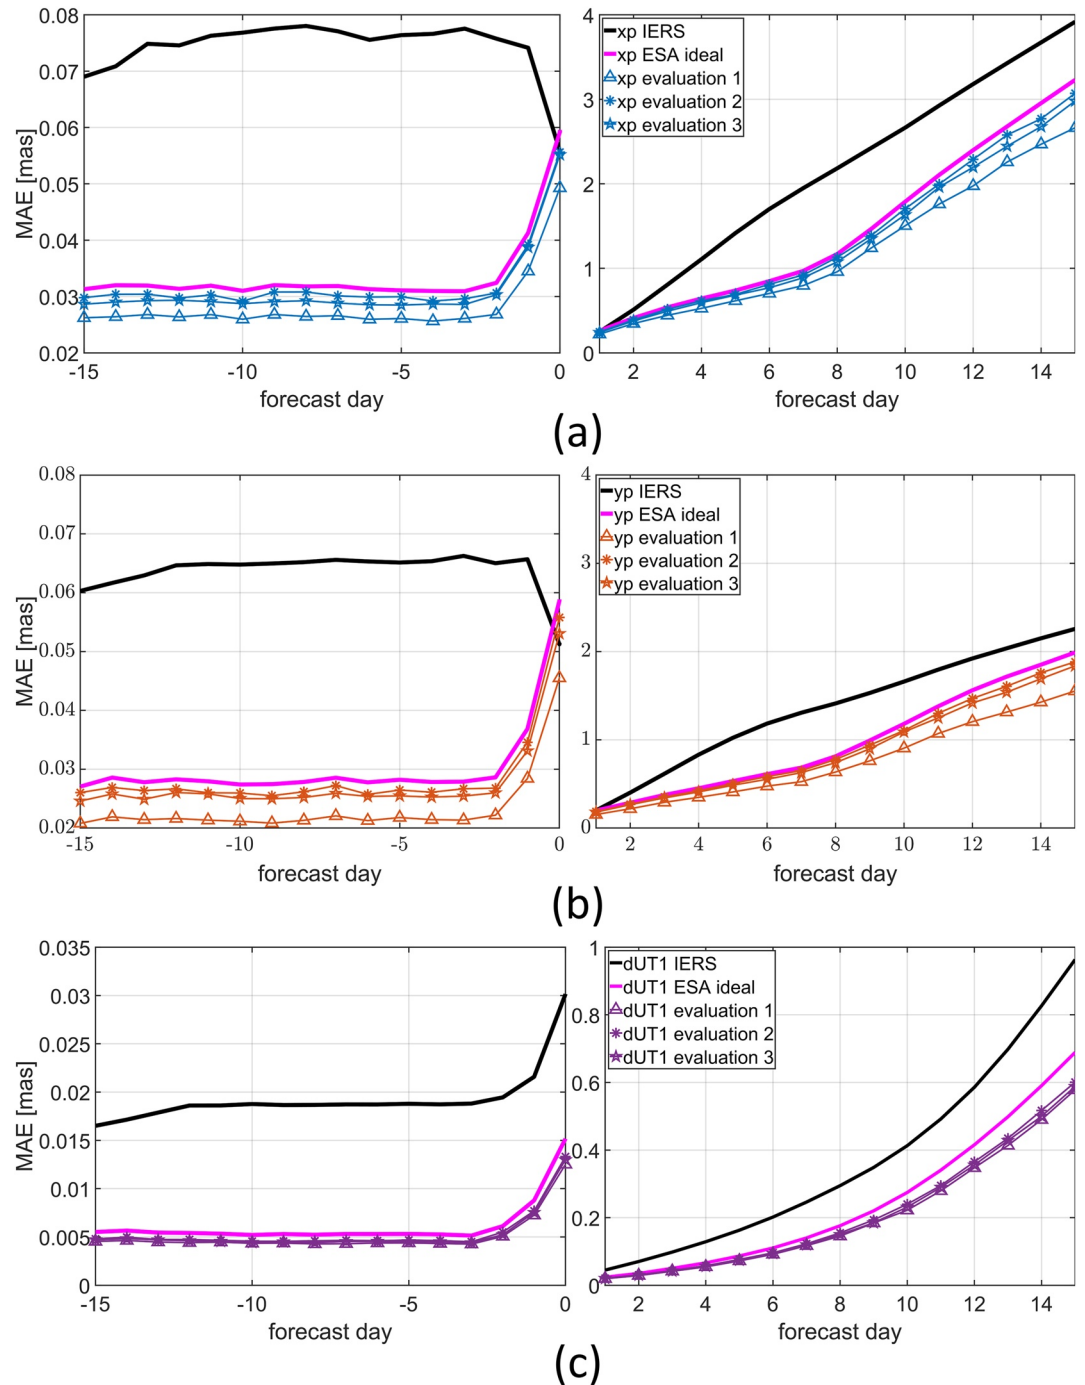 0.08
0.07
0.06
0.05
0.04
0.03
0.02
MAE [mas]
-15 -10 -5 0
forecast day
4
3
2
1
0
xp IERS
xp ESA ideal
xp evaluation 1
xp evaluation 2
xp evaluation 3
2 4 6 8 10 12 14
forecast day
(a)
0.08
0.07
0.06
0.05
0.04
0.03
0.02
MAE [mas]
-15 -10 -5 0
forecast day
4
3
2
1
0
yp IERS
yp ESA ideal
yp evaluation 1
yp evaluation 2
yp evaluation 3
2 4 6 8 10 12 14
forecast day
(b)
0.035
0.03
0.025
0.02
0.015
0.01
0.005
0
MAE [mas]
-15 -10 -5 0
forecast day
1
0.8
0.6
0.4
0.2
0
dUT1 IERS
dUT1 ESA ideal
dUT1 evaluation 1
dUT1 evaluation 2
dUT1 evaluation 3
2 4 6 8 10 12 14
forecast day
(c)